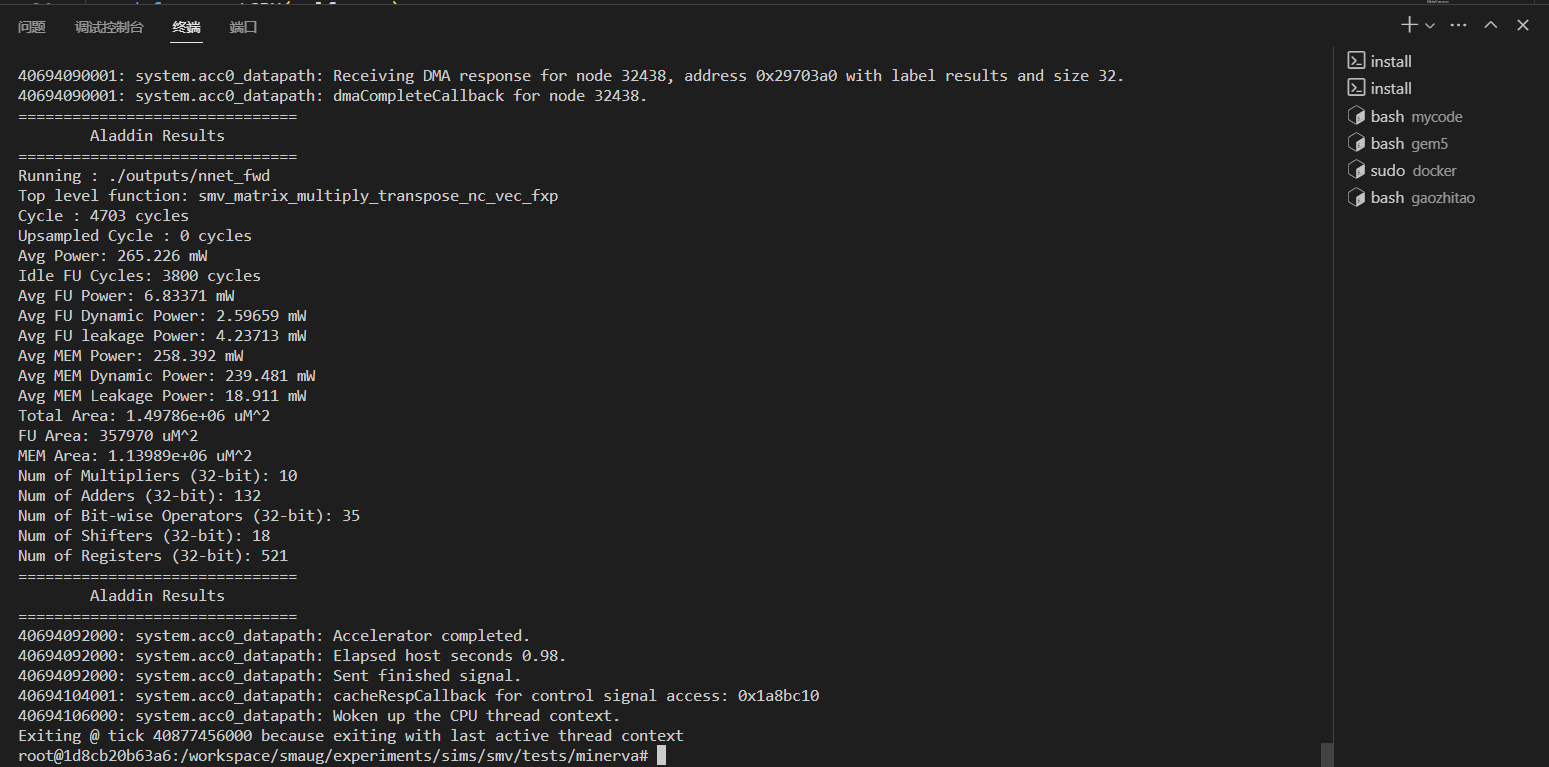 问题 调试控制台 终端 端口
40694090001: system.acc0_datapath: Receiving DMA response for node 32438, address 0x29703a0 with label results and size 32.
40694090001: system.acc0_datapath: dmaCompleteCallback for node 32438.
===============================
Aladdin Results
===============================
Running : ./outputs/nnet_fwd
Top level function: smv_matrix_multiply_transpose_nc_vec_fxp
Cycle : 4703 cycles
Upsampled Cycle : 0 cycles
Avg Power: 265.226 mW
Idle FU Cycles: 3800 cycles
Avg FU Power: 6.83371 mW
Avg FU Dynamic Power: 2.59659 mW
Avg FU leakage Power: 4.23713 mW
Avg MEM Power: 258.392 mW
Avg MEM Dynamic Power: 239.481 mW
Avg MEM Leakage Power: 18.911 mW
Total Area: 1.49786e+06 uM^2
FU Area: 357970 uM^2
MEM Area: 1.13989e+06 uM^2
Num of Multipliers (32-bit): 10
Num of Adders (32-bit): 132
Num of Bit-wise Operators (32-bit): 35
Num of Shifters (32-bit): 18
Num of Registers (32-bit): 521
===============================
Aladdin Results
===============================
40694092000: system.acc0_datapath: Accelerator completed.
40694092000: system.acc0_datapath: Elapsed host seconds 0.98.
40694092000: system.acc0_datapath: Sent finished signal.
40694104001: system.acc0_datapath: cacheRespCallback for control signal access: 0x1a8bc10
40694106000: system.acc0_datapath: Woken up the CPU thread context.
Exiting @ tick 40877456000 because exiting with last active thread context
root@1d8cb20b63a6:/workspace/smaug/experiments/sims/smv/tests/minerva#
install
install
bash mycode
bash gem5
sudo docker
bash gaozhitao